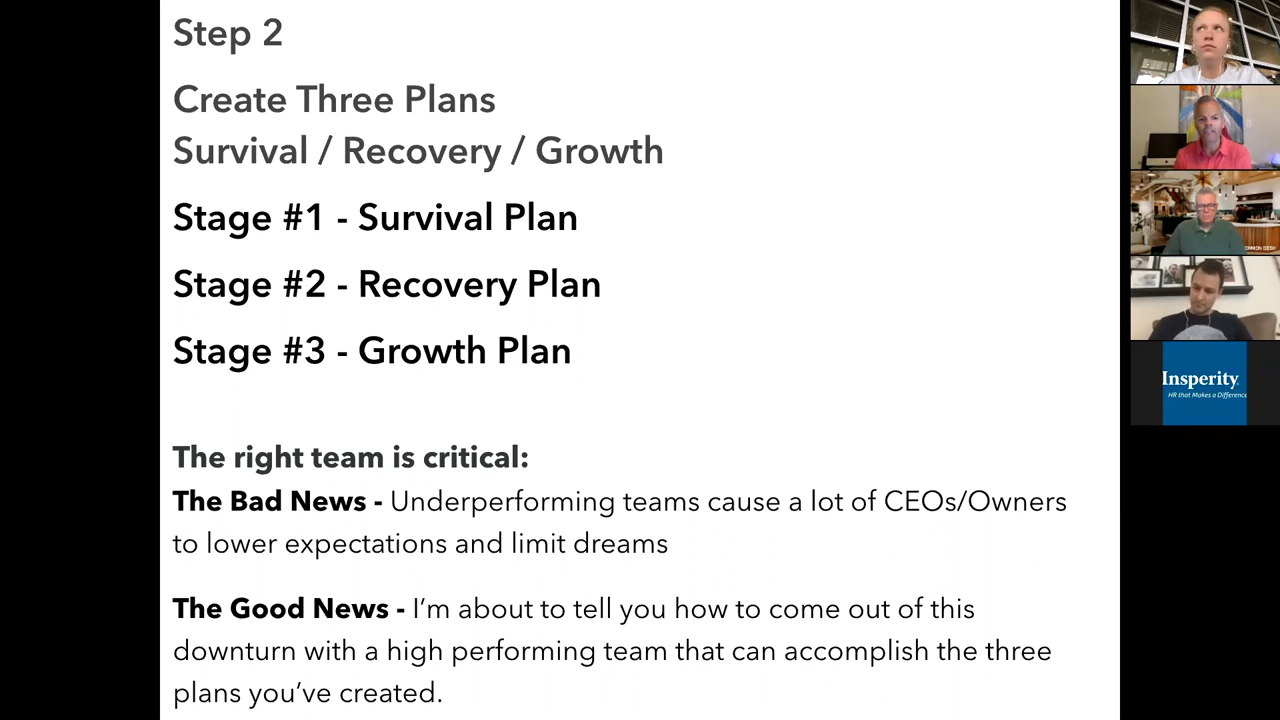 Step 2
Create Three Plans
Survival / Recovery / Growth
Stage #1 - Survival Plan
Stage #2 - Recovery Plan
Stage #3 - Growth Plan
The right team is critical:
The Bad News - Underperforming teams cause a lot of CEOs/Owners
to lower expectations and limit dreams
The Good News - I’m about to tell you how to come out of this
downturn with a high performing team that can accomplish the three
plans you’ve created.
OMMON DESK
Insperity.
HR that Makes a Difference